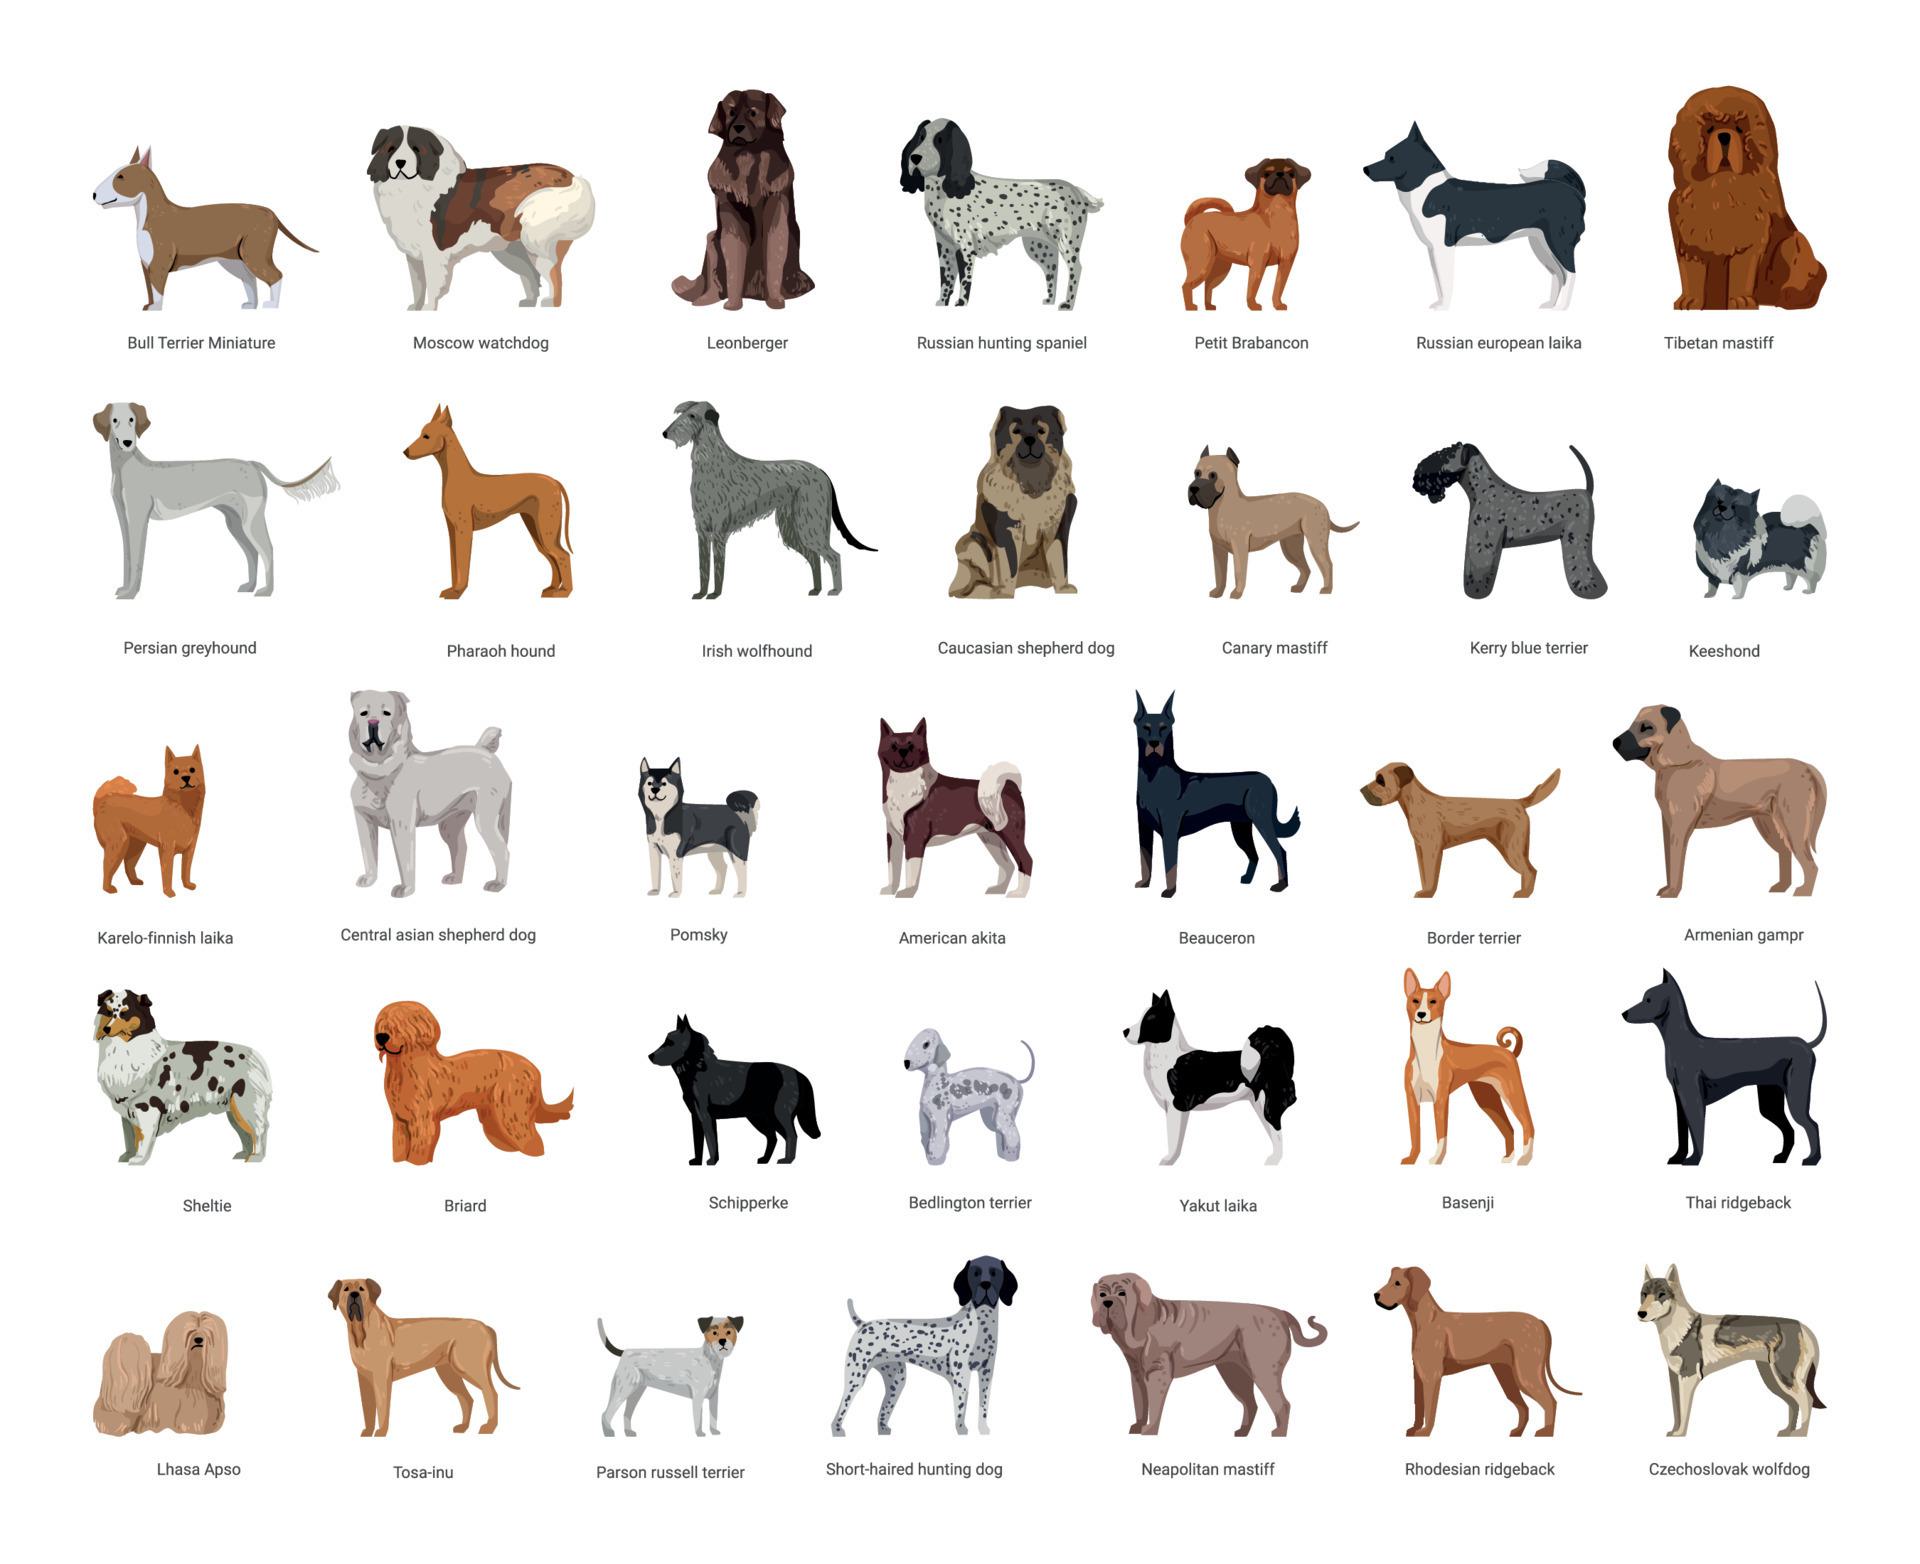 Bull Terrier Miniature
Moscow watchdog
Leonberger
Russian hunting spaniel
Petit Brabancon
Russian european laika
Tibetan mastiff
Persian greyhound
Pharaoh hound
Irish wolfhound
Caucasian shepherd dog
Canary mastiff
Kerry blue terrier
Keeshond
Karelo-finnish laika
Central asian shepherd dog
Pomsky
American akita
Beauceron
Border terrier
Armenian gampr
Sheltie
Briard
Schipperke
Bedlington terrier
Yakut laika
Basenji
Thai ridgeback
Lhasa Apso
Tosa-inu
Parson russell terrier
Short-haired hunting dog
Neapolitan mastiff
Rhodesian ridgeback
Czechoslovak wolfdog